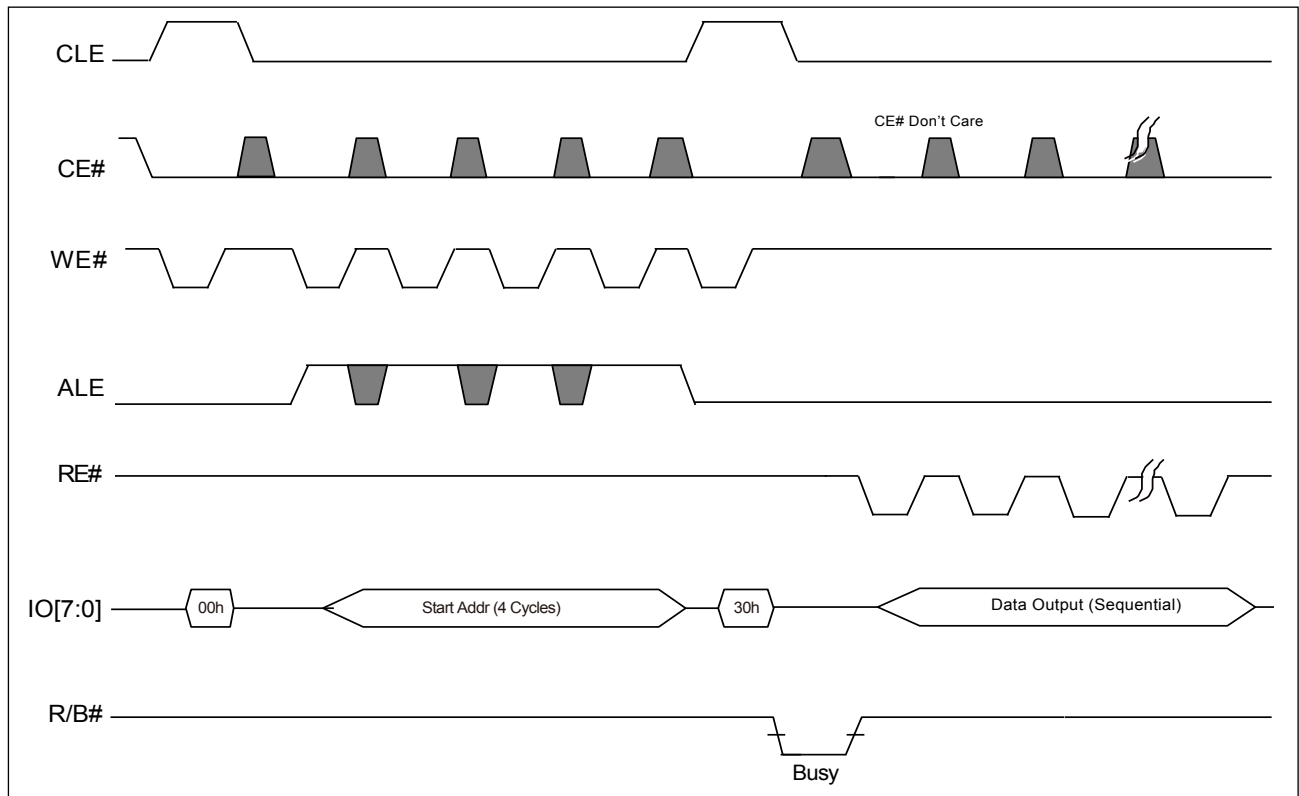 CLE
CE# Don't Care
CE#
WE#
ALE
RE#
IO[7:0]
00h
Start Addr (4 Cycles)
30h
Data Output (Sequential)
R/B#
Busy